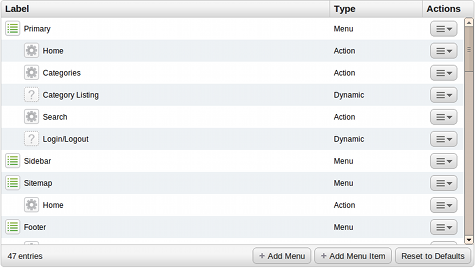 Label Type Actions
Primary Menu
Home Action
Categories Action
? Category Listing Dynamic
Search Action
? Login/Logout Dynamic
Sidebar Menu
Sitemap Menu
Home Action
Footer Menu
47 entries + Add Menu + Add Menu Item Reset to Defaults